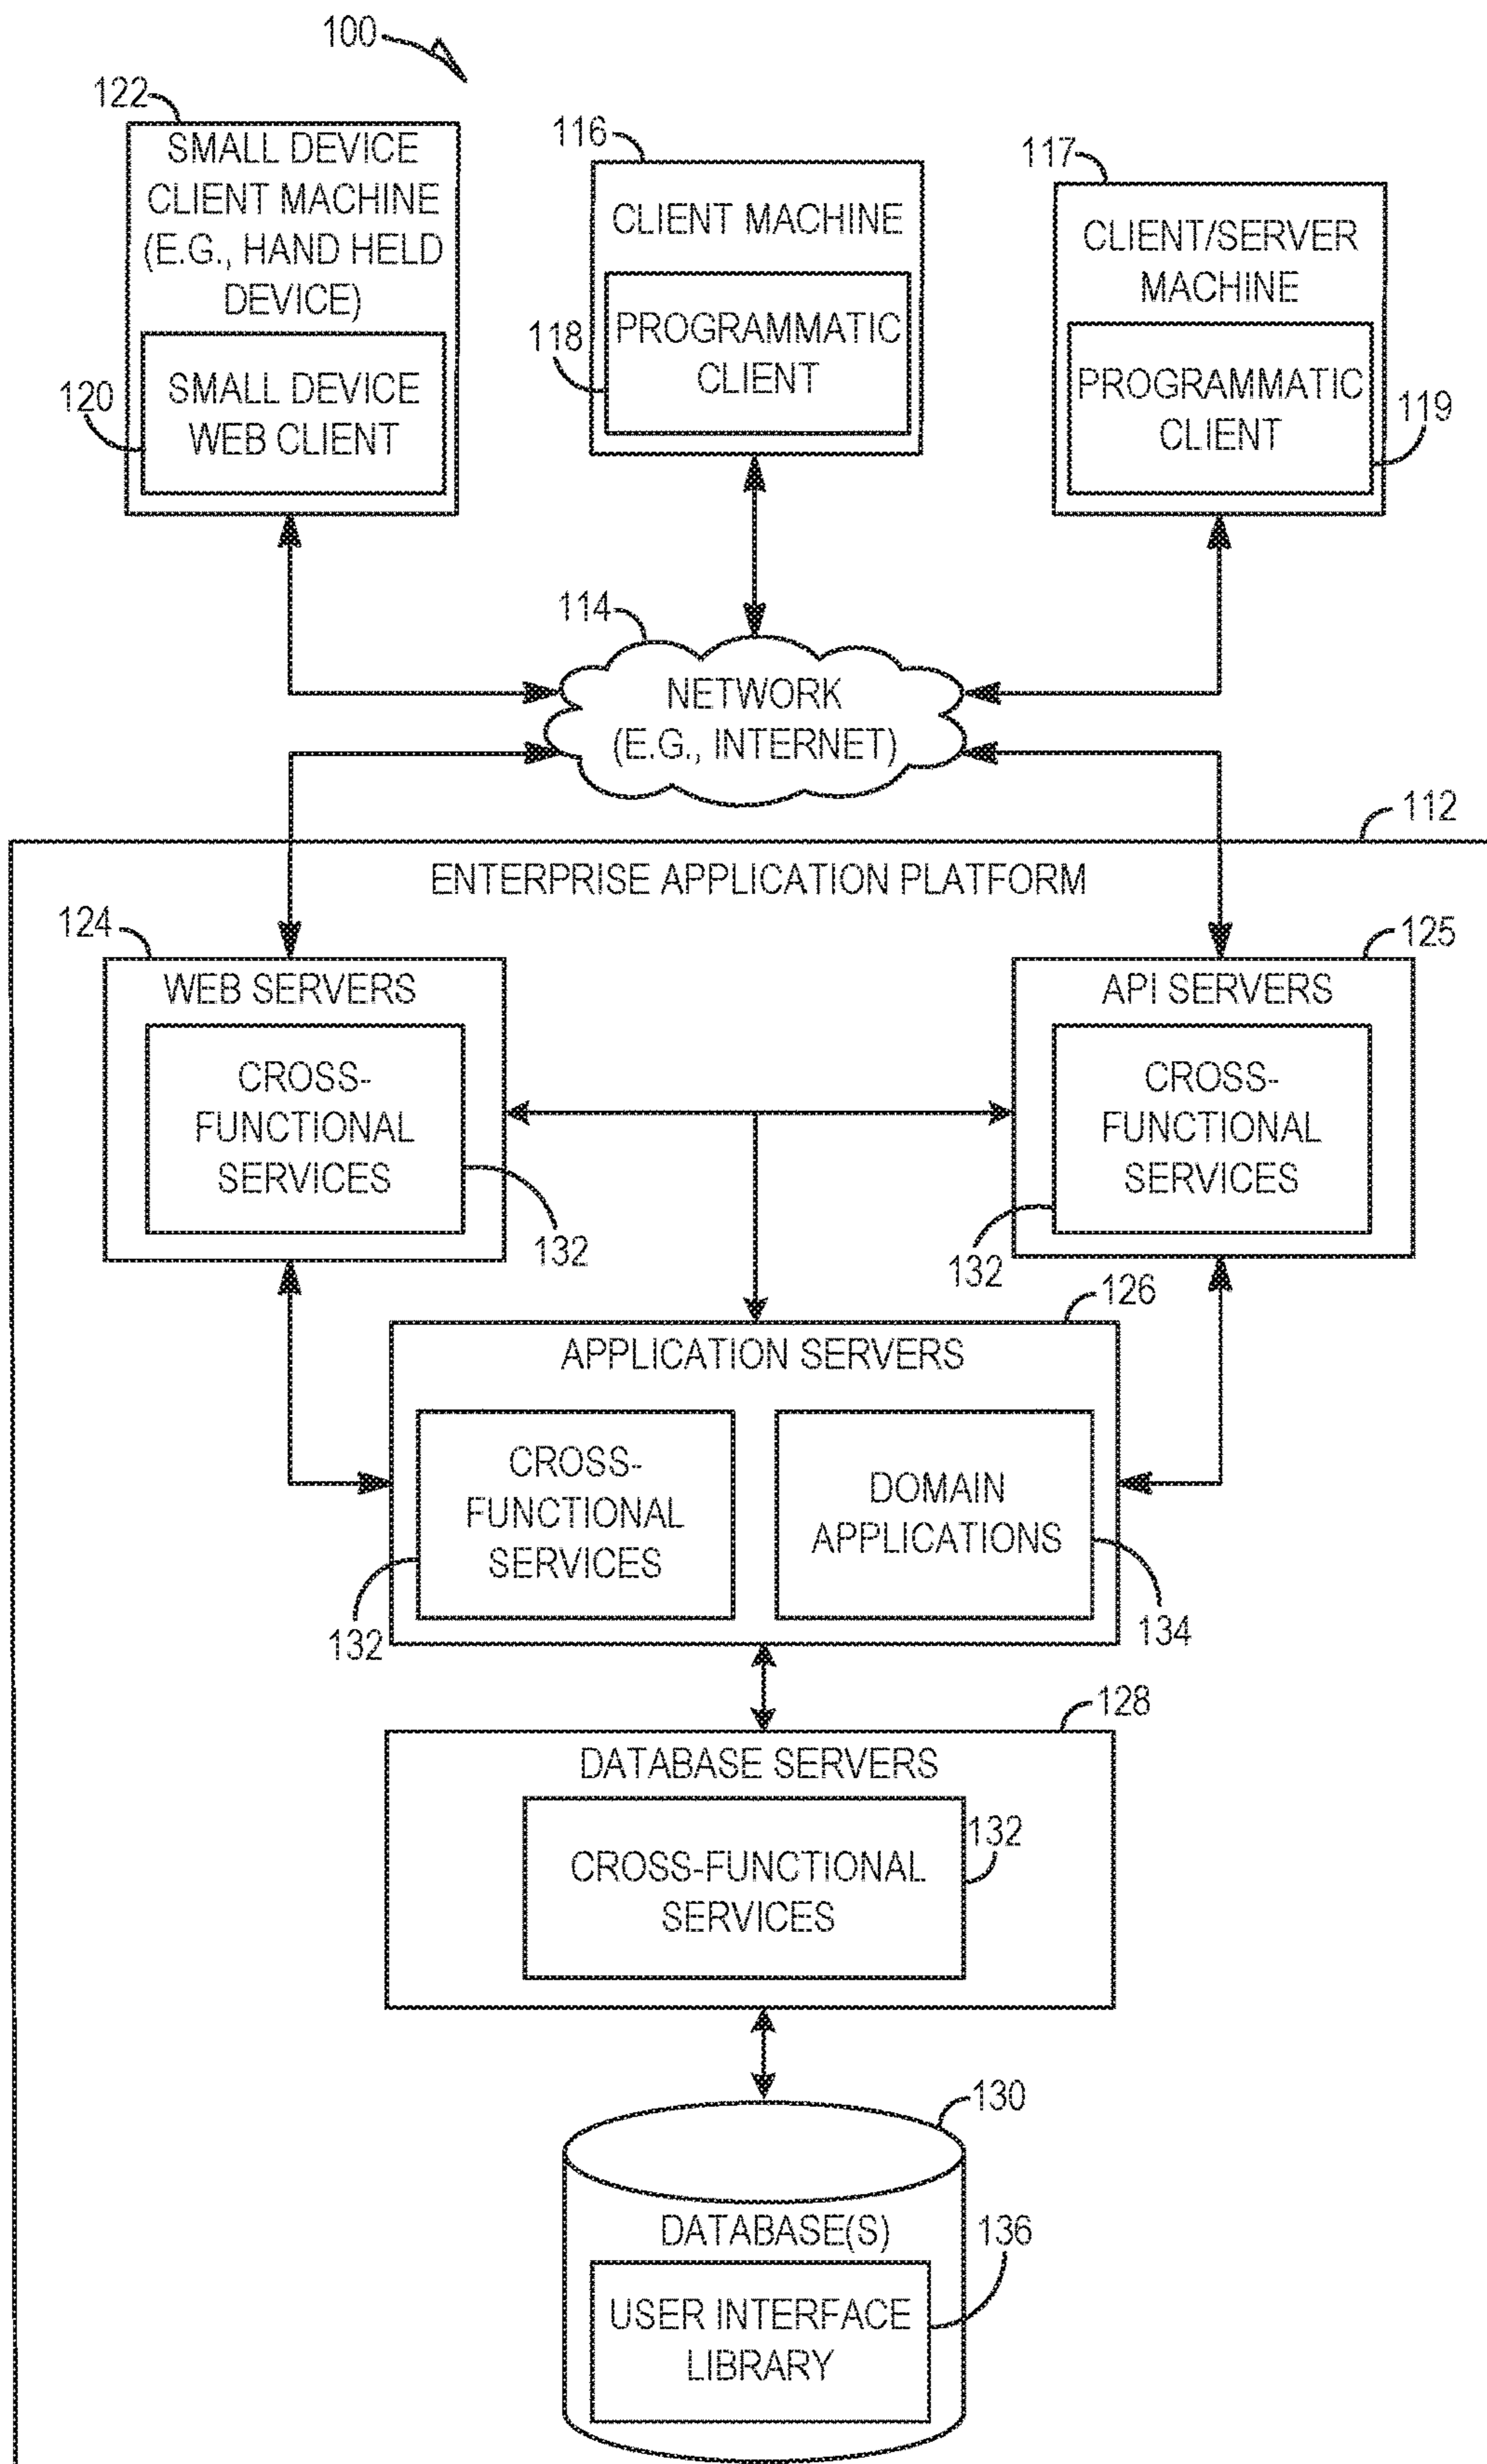 100
122
SMALL DEVICE
CLIENT MACHINE
(E.G., HAND HELD
DEVICE)
120
SMALL DEVICE
WEB CLIENT
116
CLIENT MACHINE
118
PROGRAMMATIC
CLIENT
117
CLIENT/SERVER
MACHINE
PROGRAMMATIC
CLIENT
119
114
NETWORK
(E.G., INTERNET)
112
ENTERPRISE APPLICATION PLATFORM
124
WEB SERVERS
CROSS-
FUNCTIONAL
SERVICES
132
125
API SERVERS
CROSS-
FUNCTIONAL
SERVICES
132
126
APPLICATION SERVERS
CROSS-
FUNCTIONAL
SERVICES
132
DOMAIN
APPLICATIONS
134
128
DATABASE SERVERS
132
CROSS-FUNCTIONAL
SERVICES
130
DATABASE(S)
136
USER INTERFACE
LIBRARY